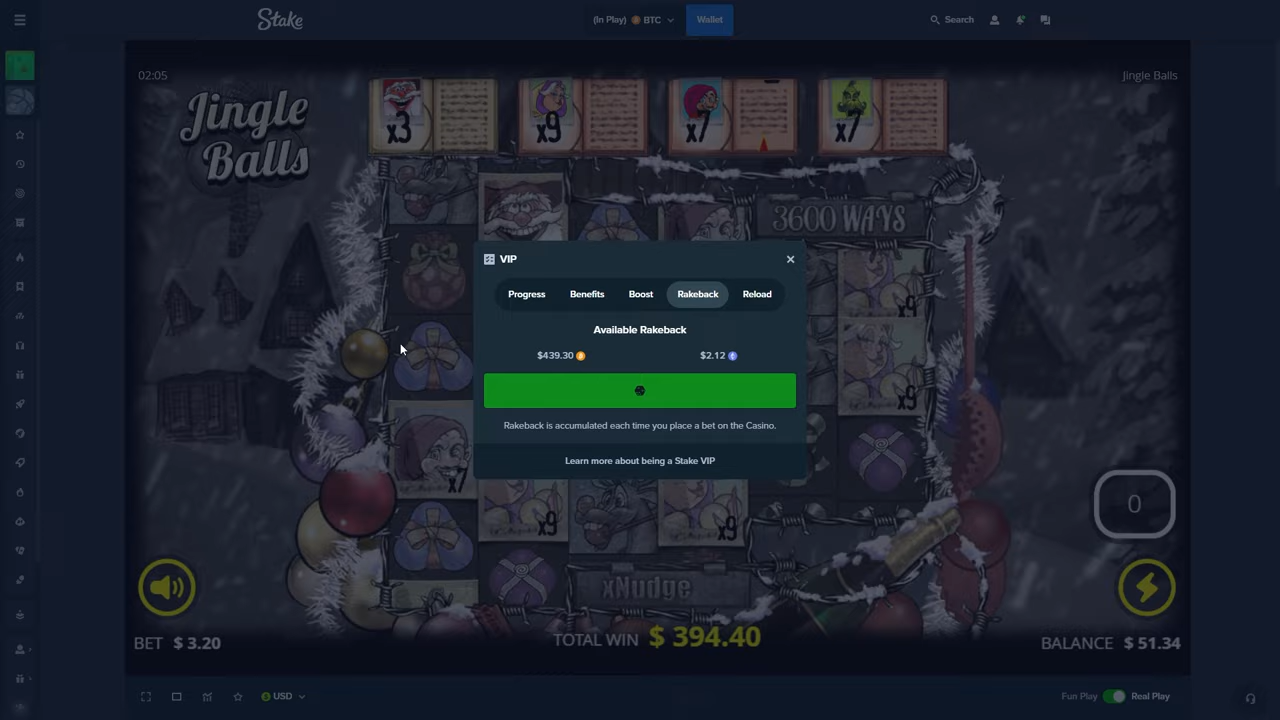 Stake
(In Play) BTC
Wallet
Search
02:05
Jingle Balls
Jingle
Balls
x3
x9
x7
x7
3600 WAYS
VIP
Progress
Benefits
Boost
Rakeback
Reload
Available Rakeback
$439.30
$2.12
Rakeback is accumulated each time you place a bet on the Casino.
Learn more about being a Stake VIP
x9
x9
x9
x7
x9
x9
0
xNudge
BET $ 3.20
TOTAL WIN $ 394.40
BALANCE $ 51.34
USD
Fun Play
Real Play